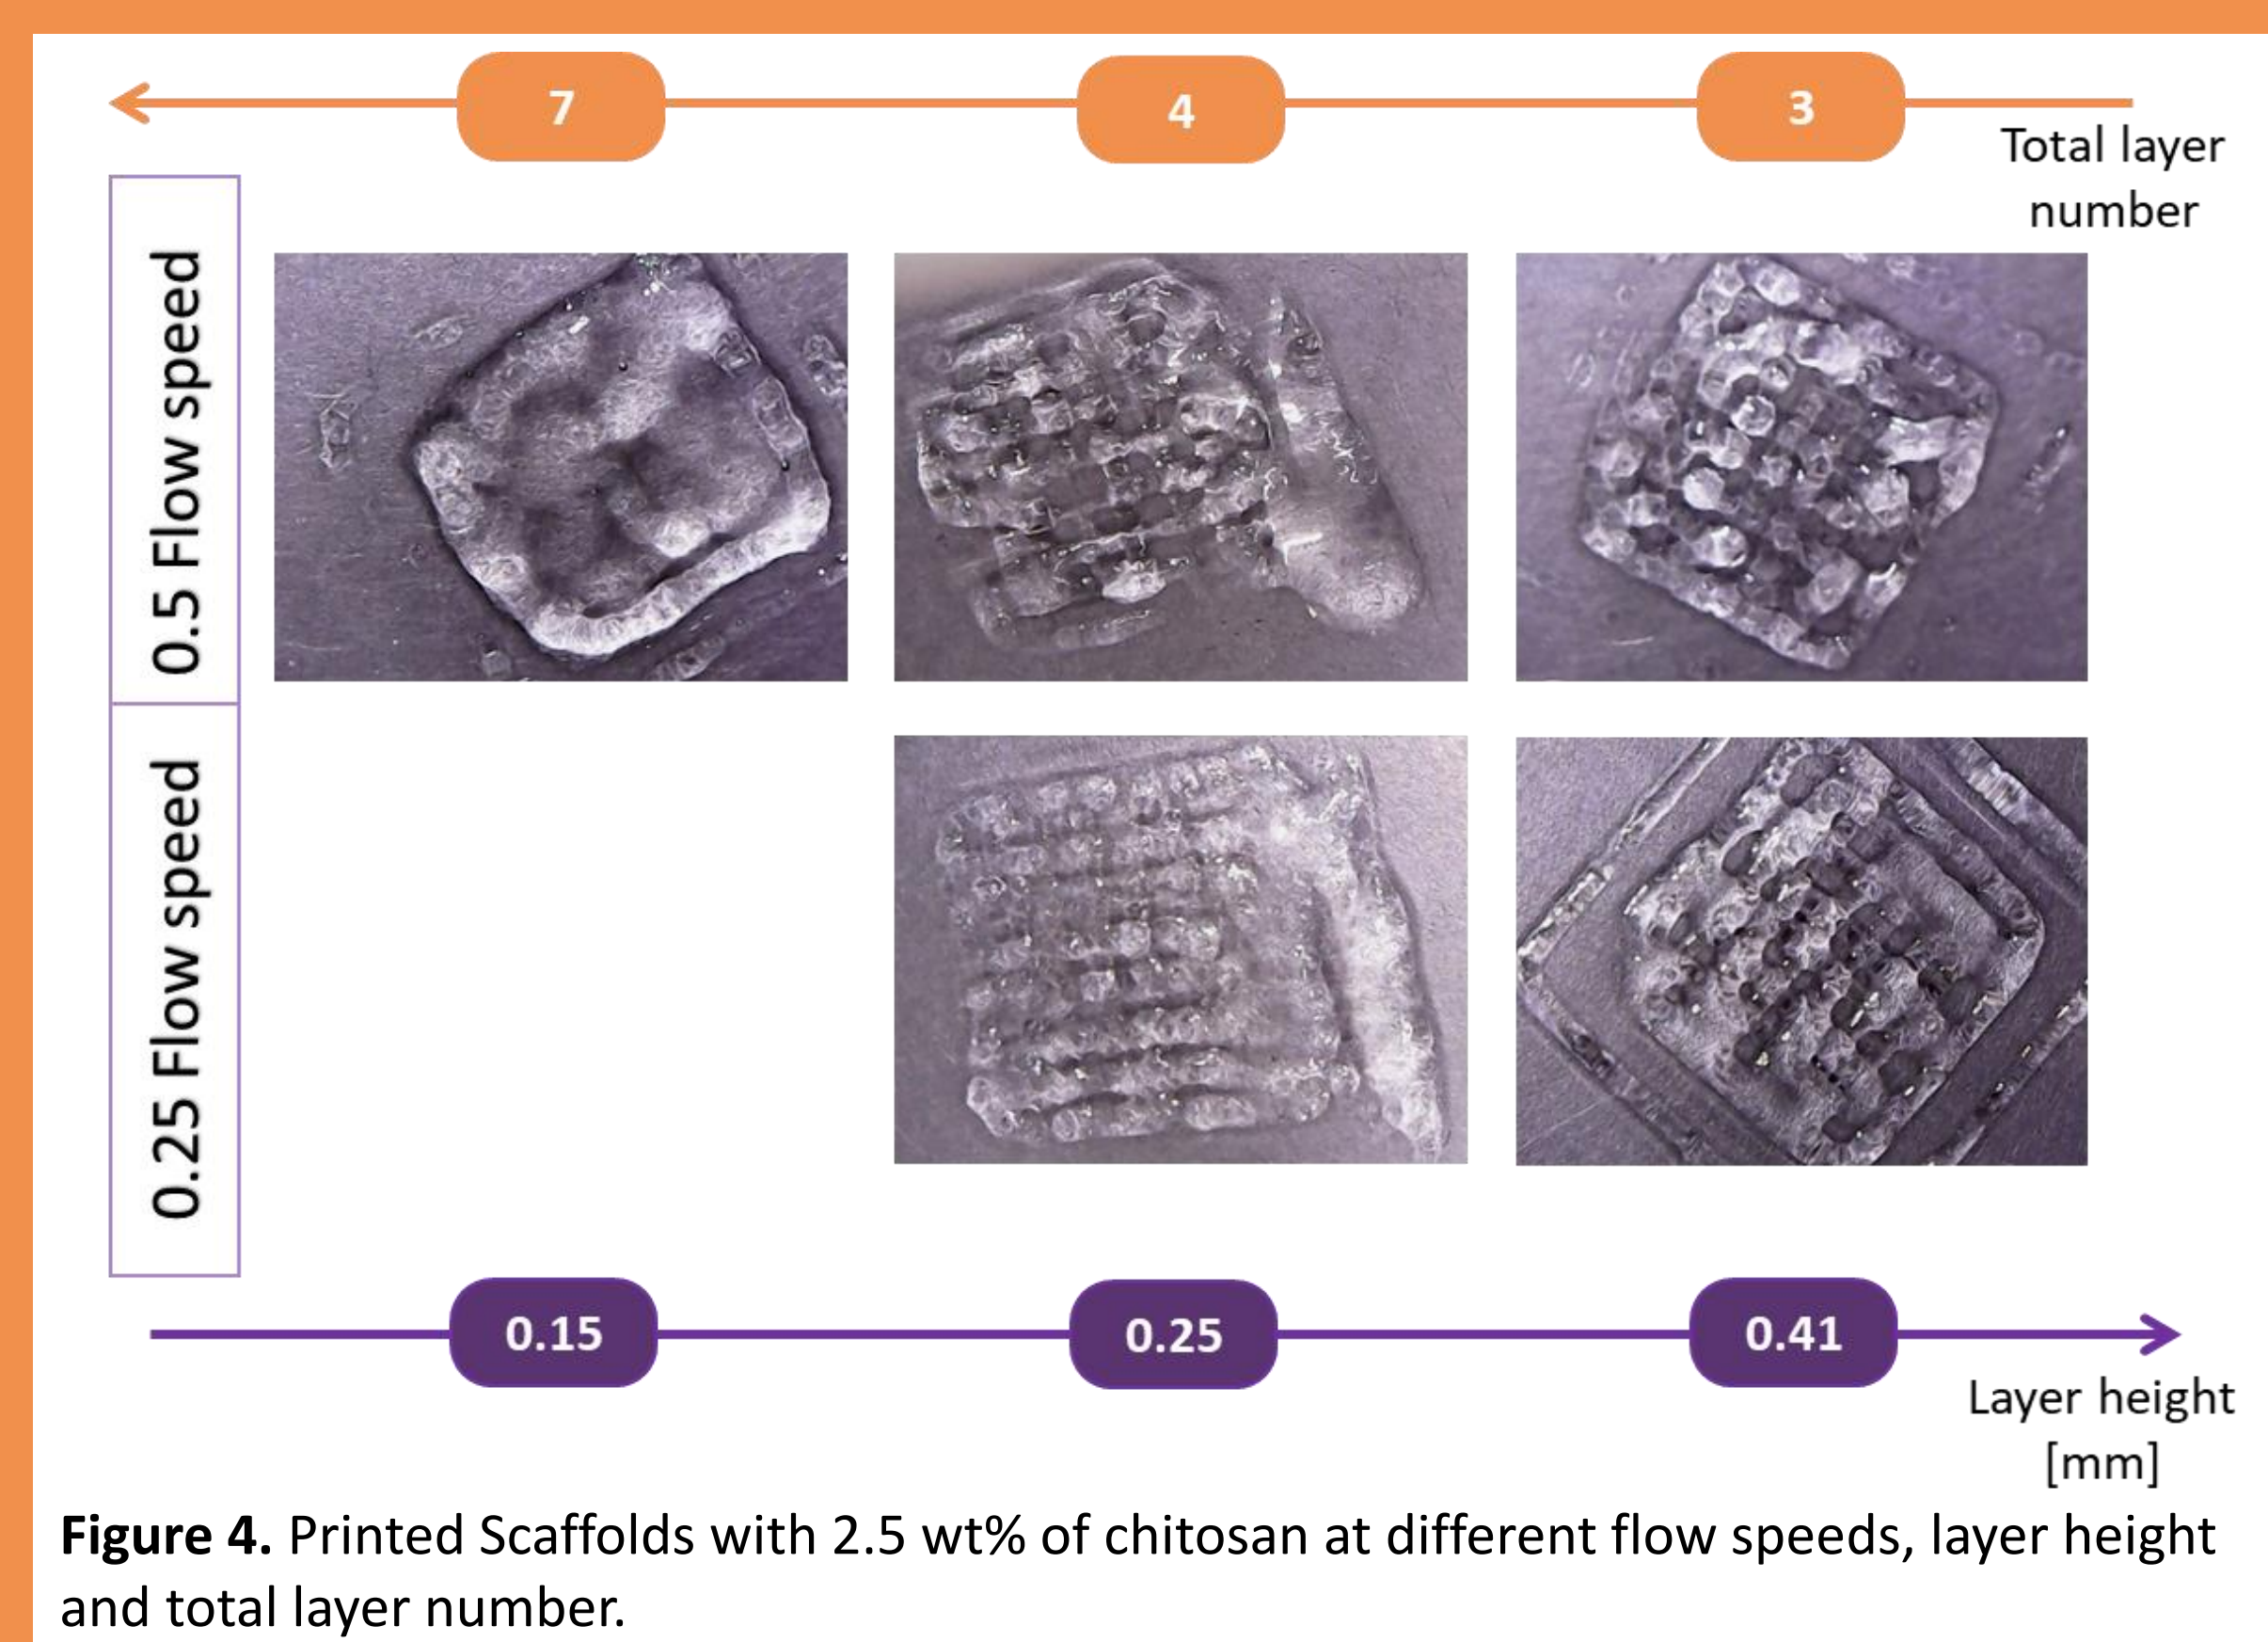 7
4
3
Total layer
number
0.5 Flow speed
0.25 Flow speed
0.15
0.25
0.41
Layer height
[mm]
Figure 4. Printed Scaffolds with 2.5 wt% of chitosan at different flow speeds, layer height
and total layer number.